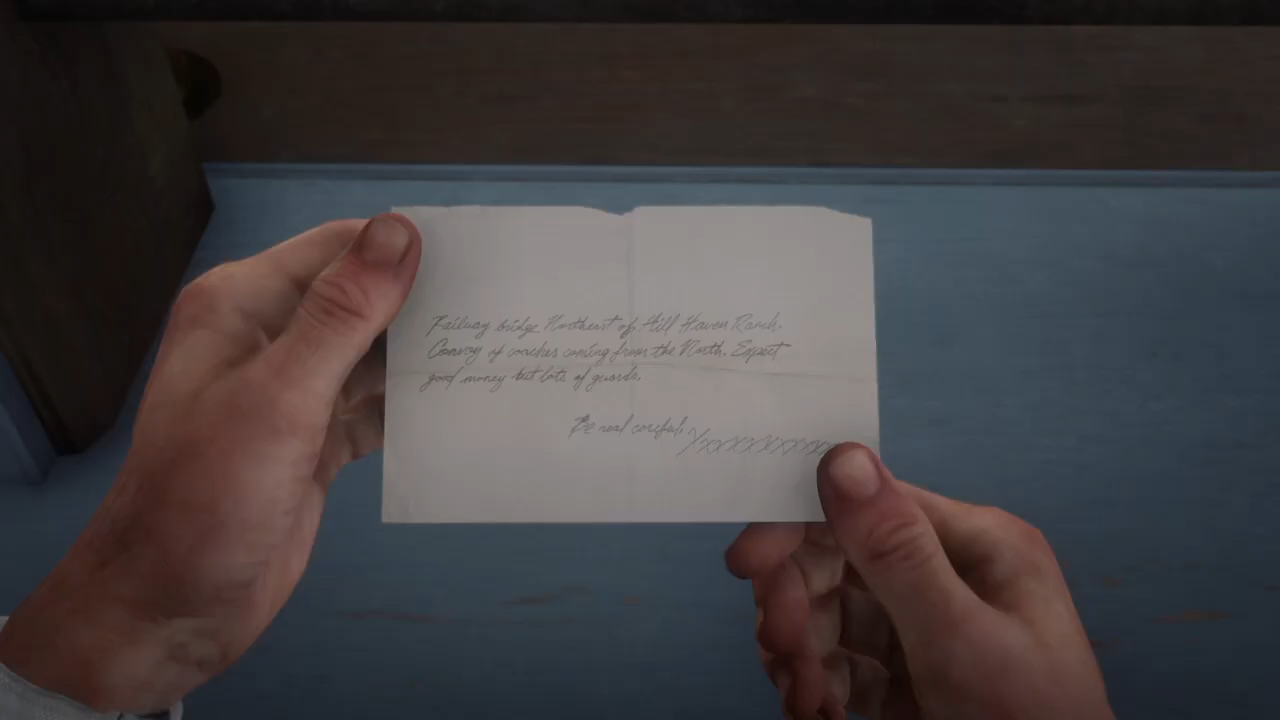 Railway bridge Northeast of Hill Haven Ranch.
Convoy of coaches coming from the North. Expect
good money but lots of guards.
Be real careful,